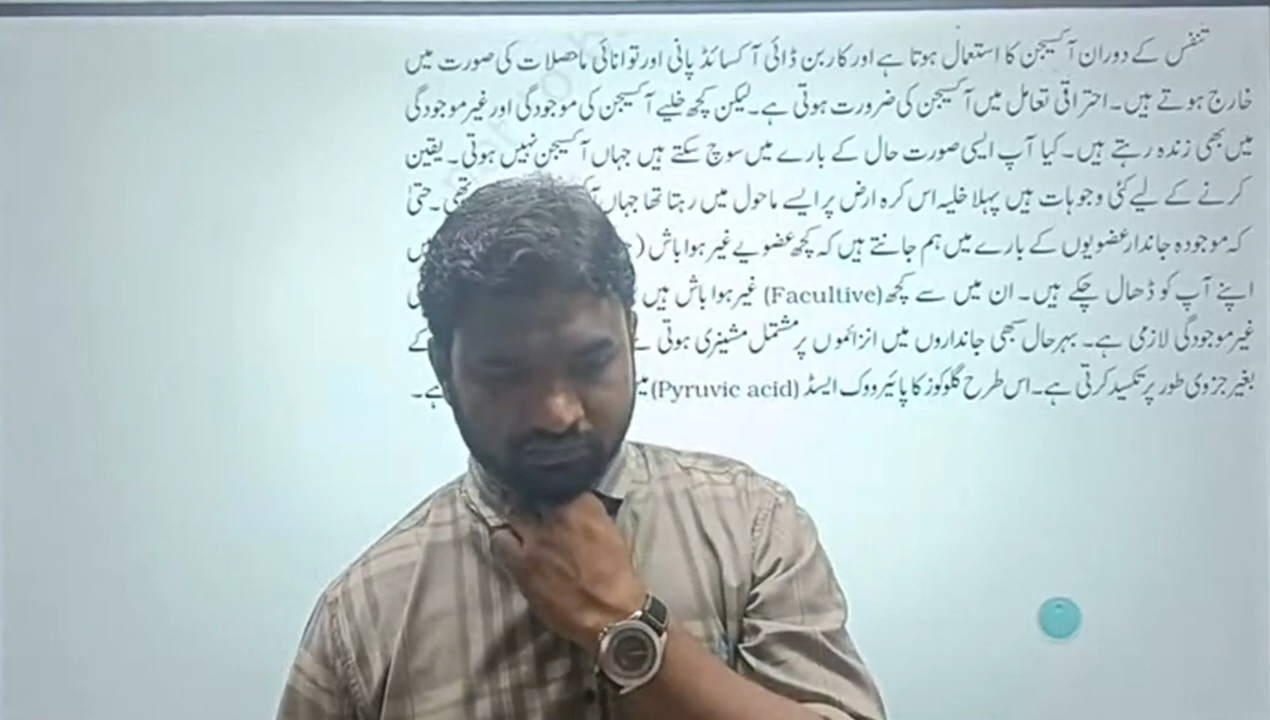 تنفس کے دوران آکسیجن کا استعمال ہوتا ہے اور کاربن ڈائی آکسائڈ پانی اور توانائی ماحصلات کی صورت میں
خارج ہوتے ہیں۔ احتراقی تعامل میں آکسیجن کی ضرورت ہوتی ہے۔ لیکن کچھ خلیے آکسیجن کی موجودگی اور غیر موجودگی
میں بھی زندہ رہتے ہیں۔ کیا آپ ایسی صورت حال کے بارے میں سوچ سکتے ہیں جہاں آکسیجن نہیں ہوتی۔ یقین
کرنے کے لیے کئی وجوہات ہیں پہلا خلیہ اس کرہ ارض پر ایسے ماحول میں رہتا تھا جہاں تھی۔ حتیٰ
کہ موجودہ جاندار عضویوں کے بارے میں ہم جانتے ہیں کہ کچھ عضویے غیر ہوا باش (
اپنے آپ کو ڈھال چکے ہیں۔ ان میں سے کچھ (Facultive) غیر ہوا باش ہیں
غیر موجودگی لازمی ہے۔ بہر حال سبھی جانداروں میں انزائموں پر مشتمل مشینری ہوتی کے
بغیر جزوی طور پر تکسید کرتی ہے۔ اس طرح گلوکوز کا پائیرووک ایسڈ (Pyruvic acid) ہے۔